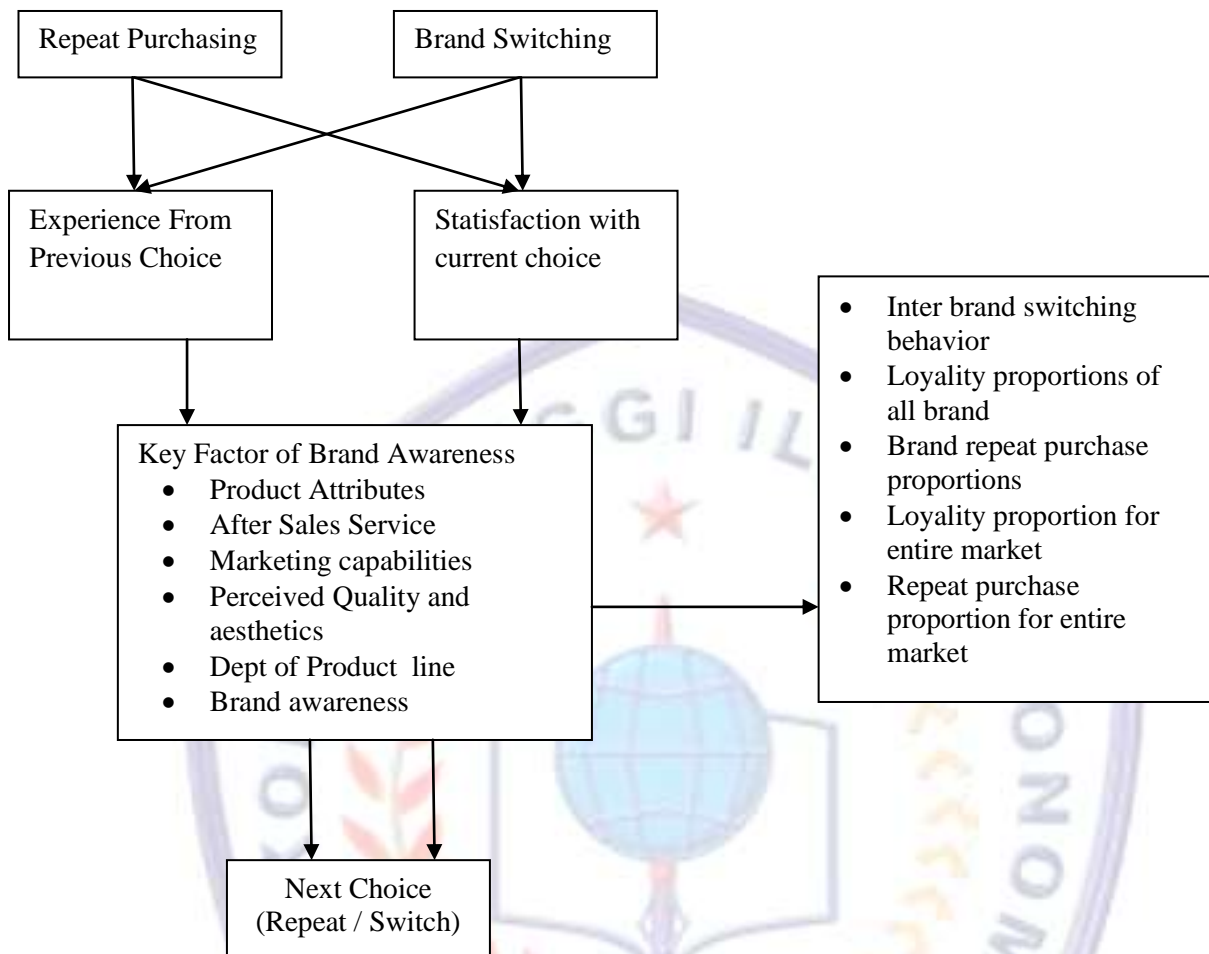 Repeat Purchasing
Brand Switching
Experience From
Previous Choice
Statisfaction with
current choice
• Inter brand switching
behavior
• Loyality proportions of
all brand
• Brand repeat purchase
proportions
• Loyality proportion for
entire market
• Repeat purchase
proportion for entire
market
Key Factor of Brand Awareness
• Product Attributes
• After Sales Service
• Marketing capabilities
• Perceived Quality and
aesthetics
• Dept of Product line
• Brand awareness
Next Choice
(Repeat / Switch)
GGI IL
ONOM